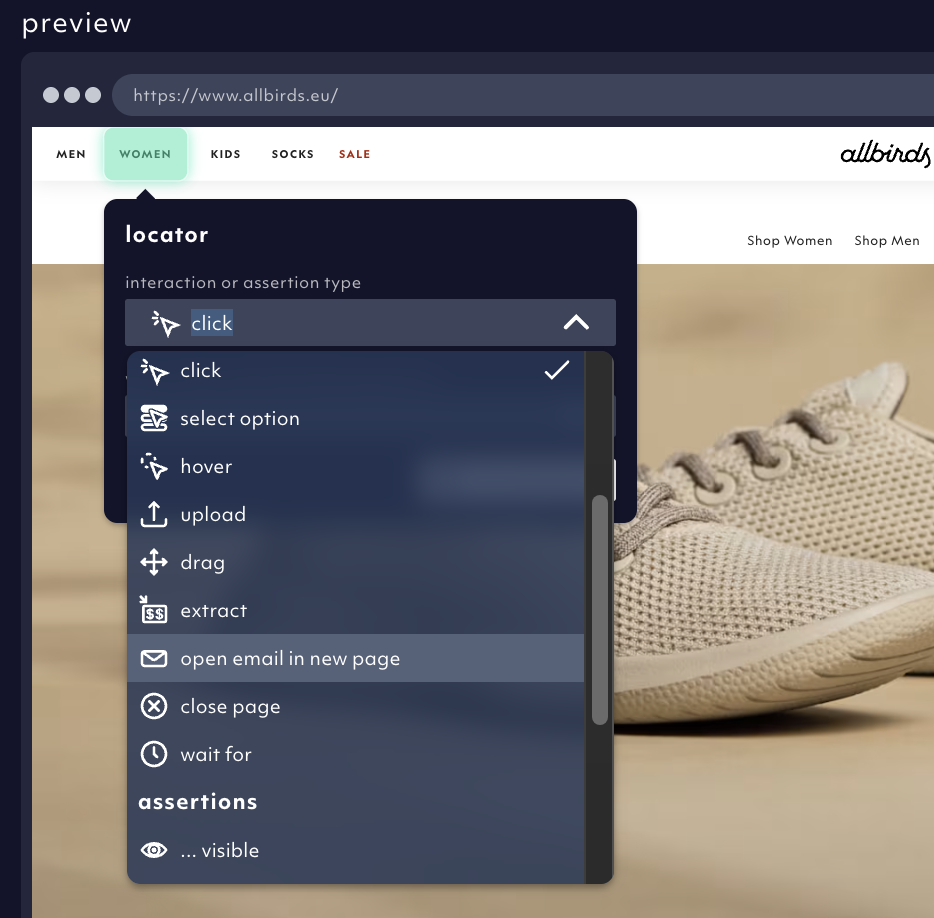 preview
https://www.allbirds.eu/
MEN WOMEN KIDS SOCKS SALE allbirds
locator
Shop Women Shop Men
interaction or assertion type
click
click
select option
hover
upload
drag
$$ extract
open email in new page
close page
wait for
assertions
... visible